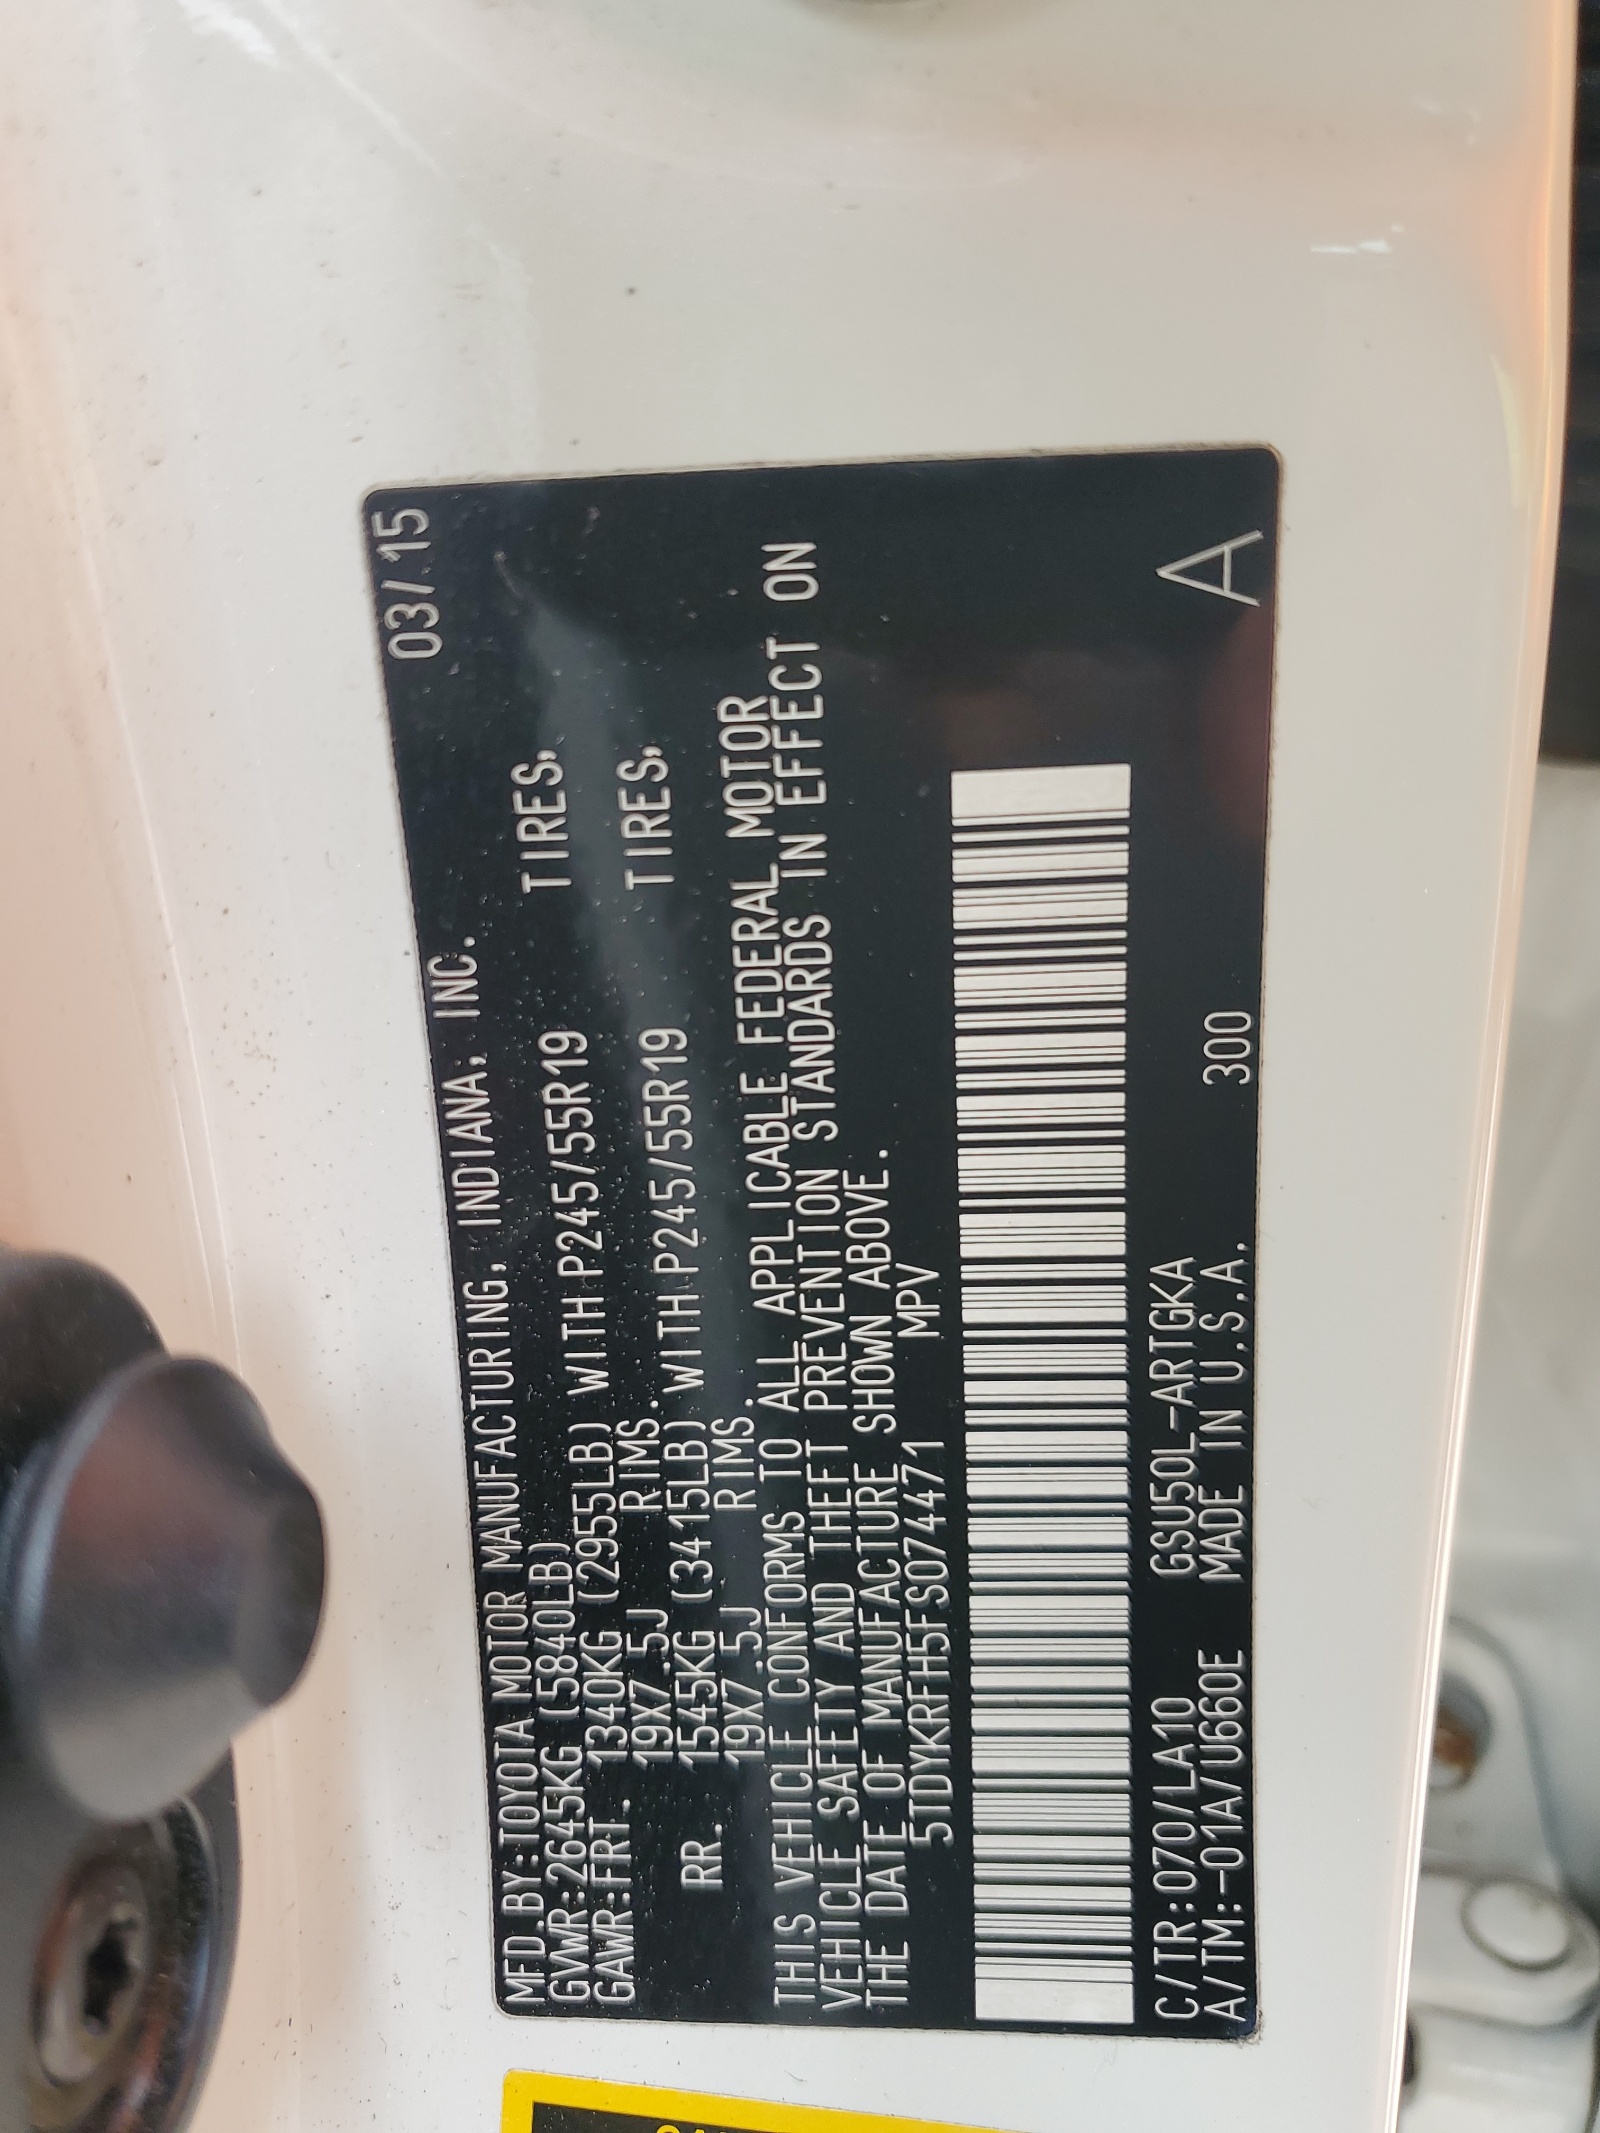 03/15
MFD.BY:TOYOTA MOTOR MANUFACTURING, INDIANA, INC.
GVWR:2645KG (5840LB)
GAWR:FRT. 1340KG (2955LB) WITH P245/55R19 TIRES,
19X7.5J RIMS.
RR. 1545KG (3415LB) WITH P245/55R19 TIRES,
19X7.5J RIMS.
THIS VEHICLE CONFORMS TO ALL APPLICABLE FEDERAL MOTOR
VEHICLE SAFETY AND THEFT PREVENTION STANDARDS IN EFFECT ON
THE DATE OF MANUFACTURE SHOWN ABOVE.
5TDYKRFH5FS074471 MPV
C/TR:070/LA10 GSU50L-ARTGKA
A/TM:-01A/U660E MADE IN U.S.A. 300 A